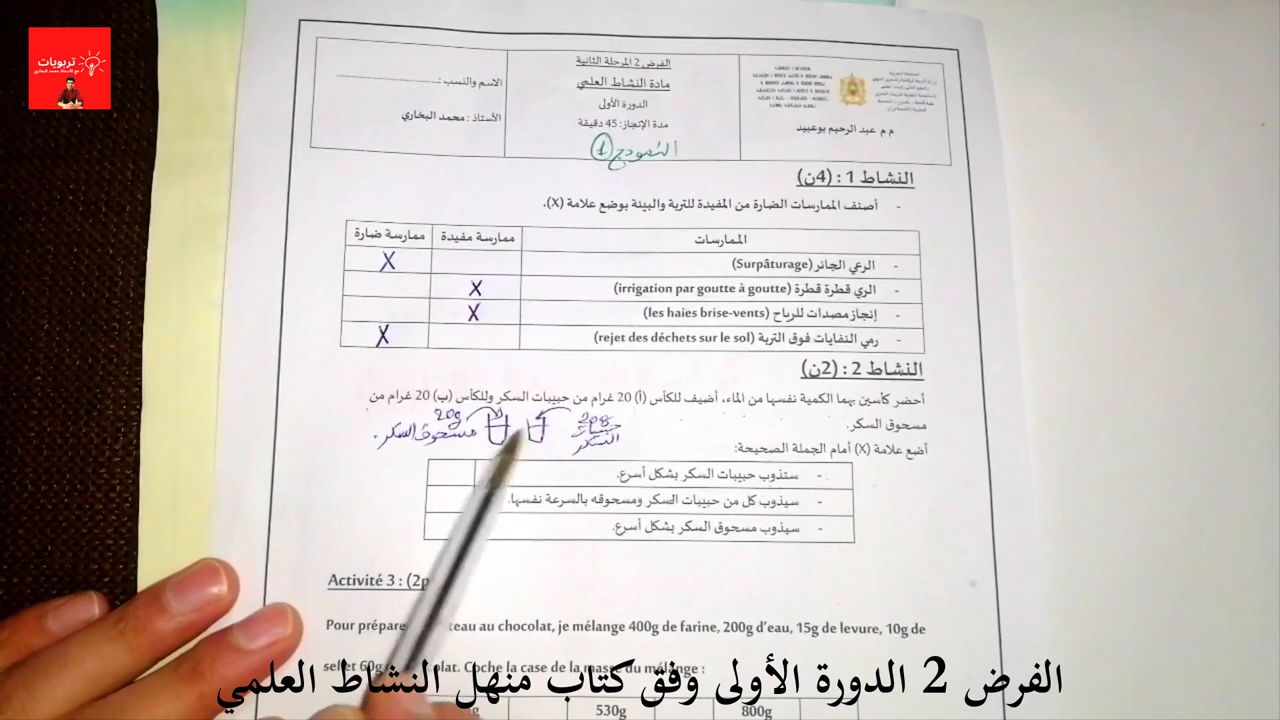 تربويات
مع الأستاذ محمد البخاري
الفرض 2 المرحلة الثانية
مادة النشاط العلمي
الدورة الأولى
مدة الإنجاز: 45 دقيقة
النموذج 1
الاسم والنسب :
الأستاذ : محمد البخاري
المملكة المغربية
م م عبد الرحيم بوعبيد
النشاط 1 : (4ن)
- أصنف الممارسات الضارة من المفيدة للتربة والبيئة بوضع علامة (X).
الممارسات ممارسة مفيدة ممارسة ضارة
- الرعي الجائر (Surpâturage) X
- الري قطرة قطرة (irrigation par goutte à goutte) X
- إنجاز مصدات للرياح (les haies brise-vents) X
- رمي النفايات فوق التربة (rejet des déchets sur le sol) X
النشاط 2 : (2ن)
أحضر كأسين بهما الكمية نفسها من الماء، أضيف للكأس (أ) 20 غرام من حبيبات السكر وللكأس (ب) 20 غرام من
مسحوق السكر.
20g حبيبات السكر
20g مسحوق السكر.
أضع علامة (X) أمام الجملة الصحيحة:
- ستذوب حبيبات السكر بشكل أسرع.
- سيذوب كل من حبيبات السكر ومسحوقه بالسرعة نفسها.
- سيذوب مسحوق السكر بشكل أسرع.
Activité 3 : (2p
Pour prépare teau au chocolat, je mélange 400g de farine, 200g d'eau, 15g de levure, 10g de
sel et 60g lat. Coche la case de la masse du mélange :
530g 800g
الفرض 2 الدورة الأولى وفق كتاب منهل النشاط العلمي